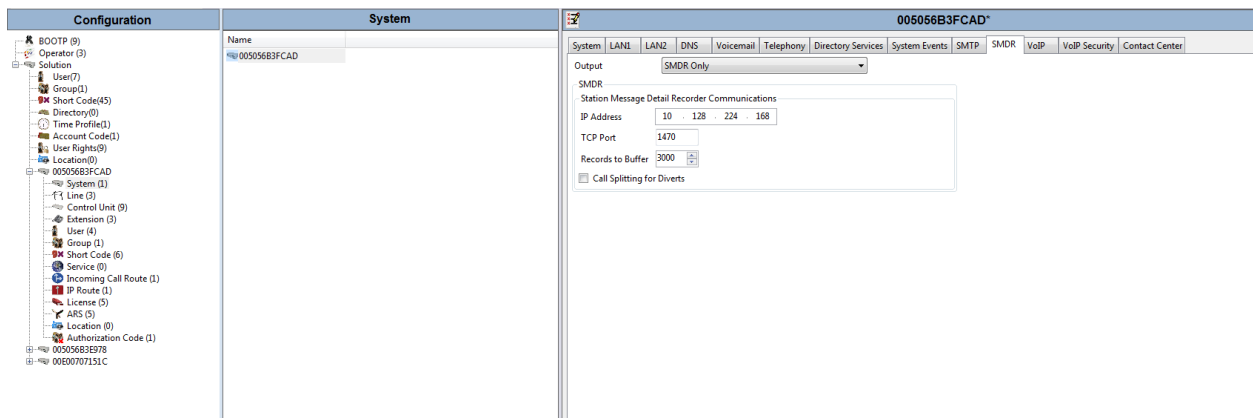 Configuration
BOOTP (9)
Operator (3)
Solution
User(7)
Group(1)
Short Code(45)
Directory(0)
Time Profile(1)
Account Code(1)
User Rights(9)
Location(0)
005056B3FCAD
System (1)
Line (3)
Control Unit (9)
Extension (3)
User (4)
Group (1)
Short Code (6)
Service (0)
Incoming Call Route (1)
IP Route (1)
License (5)
ARS (5)
Location (0)
Authorization Code (1)
005056B3E978
00E00707151C
System
Name
005056B3FCAD
005056B3FCAD*
System LAN1 LAN2 DNS Voicemail Telephony Directory Services System Events SMTP SMDR VoIP VoIP Security Contact Center
Output SMDR Only
SMDR
Station Message Detail Recorder Communications
IP Address 10 . 128 . 224 . 168
TCP Port 1470
Records to Buffer 3000
Call Splitting for Diverts